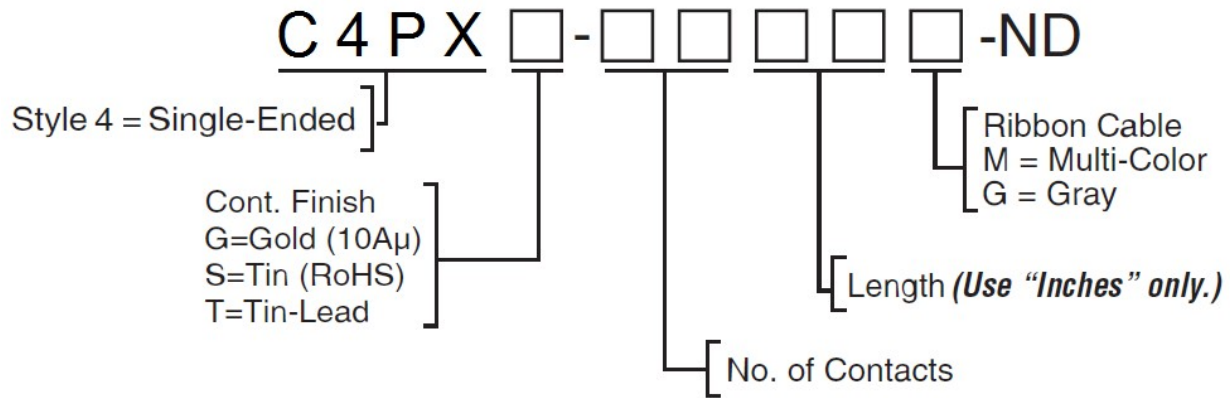 C 4 P X □ - □ □ □ □ □ -ND
Style 4 = Single-Ended
Ribbon Cable
M = Multi-Color
G = Gray
Cont. Finish
G=Gold (10Aµ)
S=Tin (RoHS)
T=Tin-Lead
Length (Use “Inches” only.)
No. of Contacts